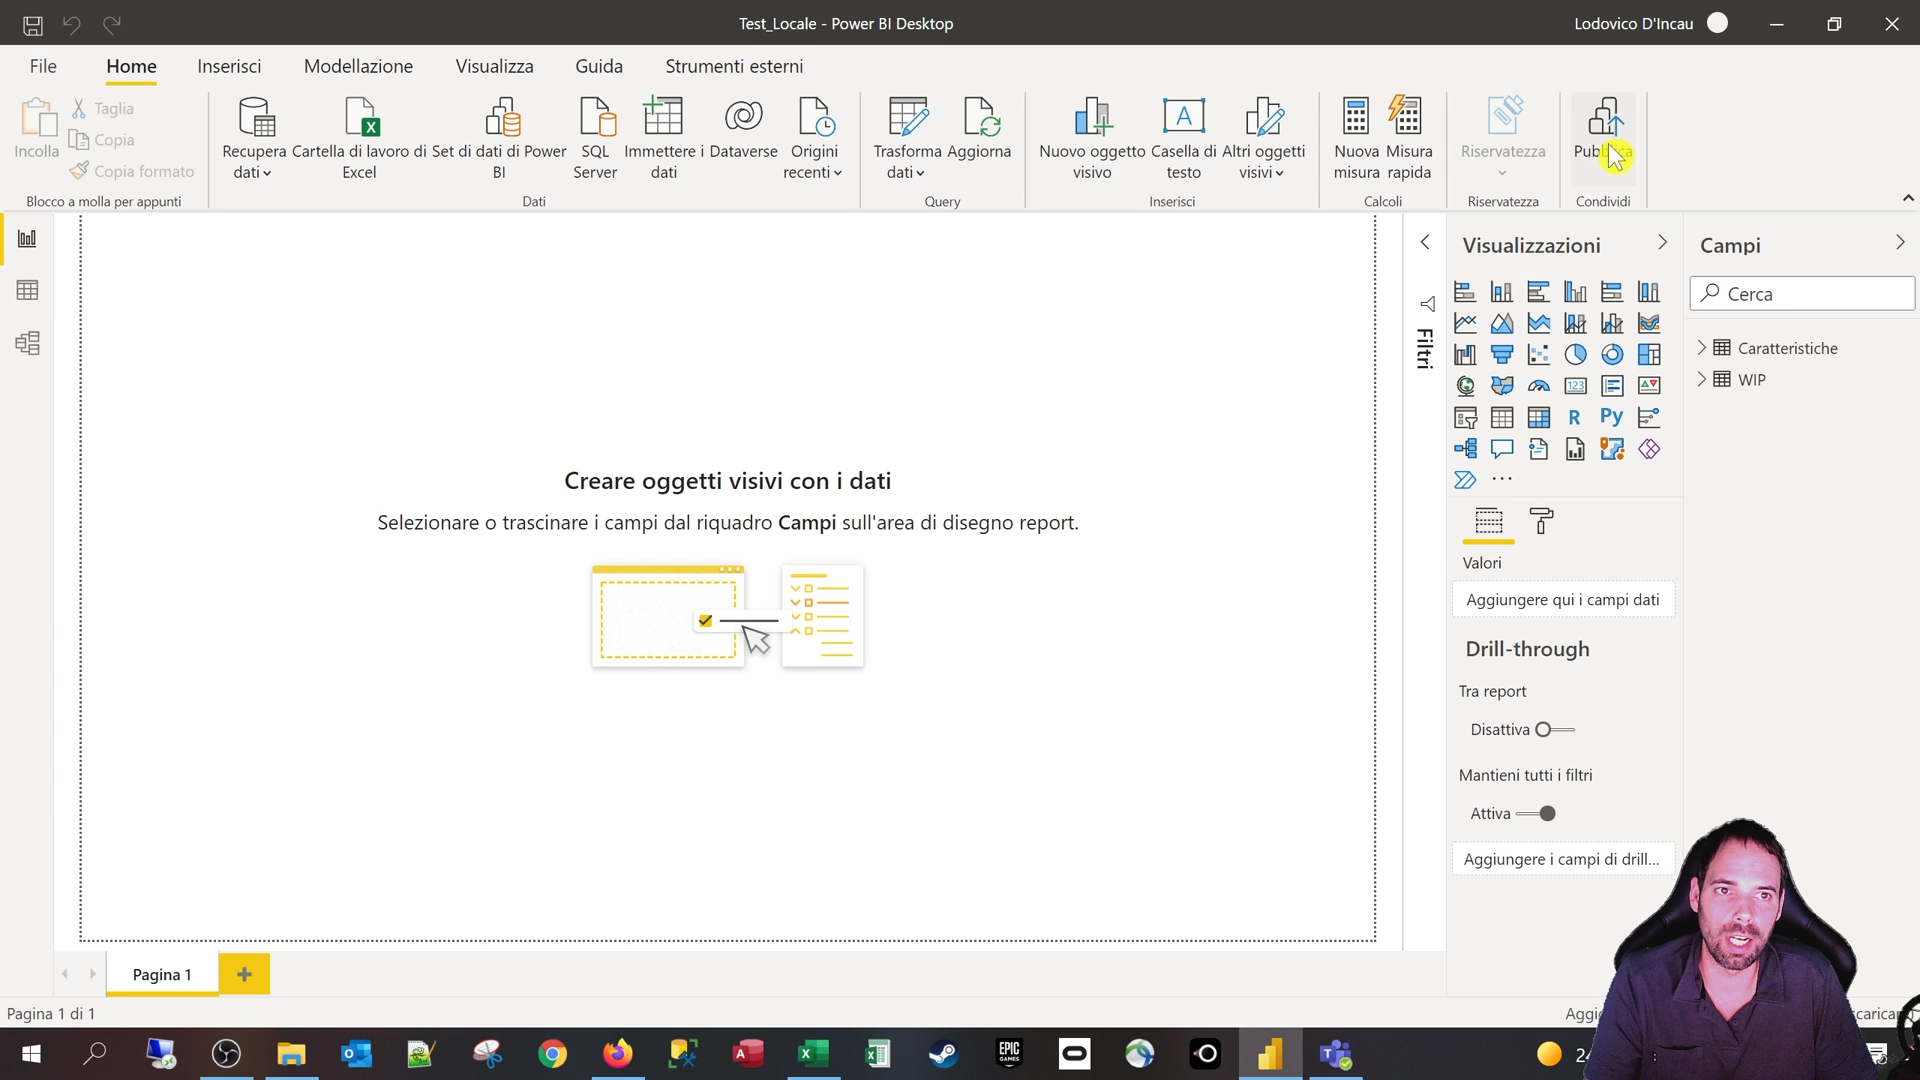 Test_Locale - Power BI Desktop
Lodovico D'Incau
File Home Inserisci Modellazione Visualizza Guida Strumenti esterni
Incolla
Taglia
Copia
Copia formato
Blocco a molla per appunti
Recupera dati
Cartella di lavoro di Excel
Set di dati di Power BI
SQL Server
Immettere i dati
Dataverse
Origini recenti
Dati
Trasforma dati
Aggiorna
Query
Nuovo oggetto visivo
Casella di testo
Altri oggetti visivi
Inserisci
Nuova misura
Misura rapida
Calcoli
Riservatezza
Riservatezza
Condividi
Filtri
Visualizzazioni
Campi
Cerca
Caratteristiche
WIP
123
R
Py
Creare oggetti visivi con i dati
Selezionare o trascinare i campi dal riquadro Campi sull'area di disegno report.
Valori
Aggiungere qui i campi dati
Drill-through
Tra report
Disattiva
Mantieni tutti i filtri
Attiva
Aggiungere i campi di drill...
Pagina 1
Pagina 1 di 1
EPIC GAMES